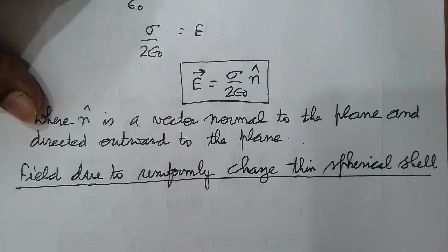 ε₀
σ/2ε₀ = E
E⃗ = σ/2ε₀ n̂
where n̂ is a vector normal to the plane and
directed outward to the plane.
Field due to uniformly charge thin spherical shell